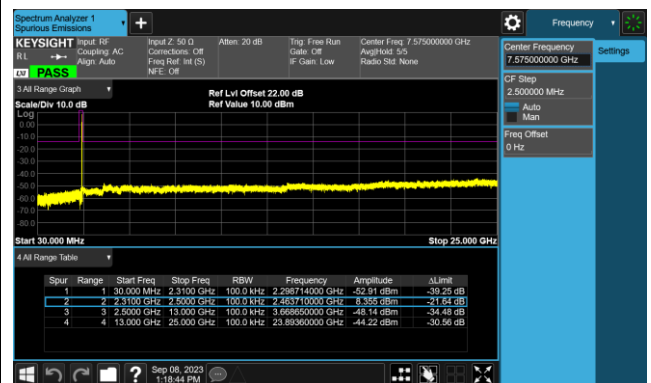 Spectrum Analyzer 1
Spurious Emissions
Frequency
KEYSIGHT
RL
Input: RF
Coupling: AC
Align: Auto
Input Z: 50 Ω
Corrections: Off
Freq Ref: Int (S)
NFE: Off
Atten: 20 dB
Trig: Free Run
Gate: Off
IF Gain: Low
Center Freq: 7.575000000 GHz
Avg|Hold: 5/5
Radio Std: None
LXI
PASS
3 All Range Graph
Scale/Div 10.0 dB
Ref Lvl Offset 22.00 dB
Ref Value 10.00 dBm
Log
0.00
-10.0
-20.0
-30.0
-40.0
-50.0
-60.0
-70.0
-80.0
Start 30.000 MHz
Stop 25.000 GHz
4 All Range Table
Spur Range Start Freq Stop Freq RBW Frequency Amplitude ΔLimit
1 1 30.000 MHz 2.3100 GHz 100.0 kHz 2.298714000 GHz -52.91 dBm -39.25 dB
2 2 2.3100 GHz 2.5000 GHz 100.0 kHz 2.463710000 GHz 8.355 dBm -21.64 dB
3 3 2.5000 GHz 13.000 GHz 100.0 kHz 3.668650000 GHz -48.14 dBm -34.48 dB
4 4 13.000 GHz 25.000 GHz 100.0 kHz 23.89360000 GHz -44.22 dBm -30.56 dB
Sep 08, 2023
1:18:44 PM
Center Frequency
7.575000000 GHz
Settings
CF Step
2.500000 MHz
Auto
Man
Freq Offset
0 Hz